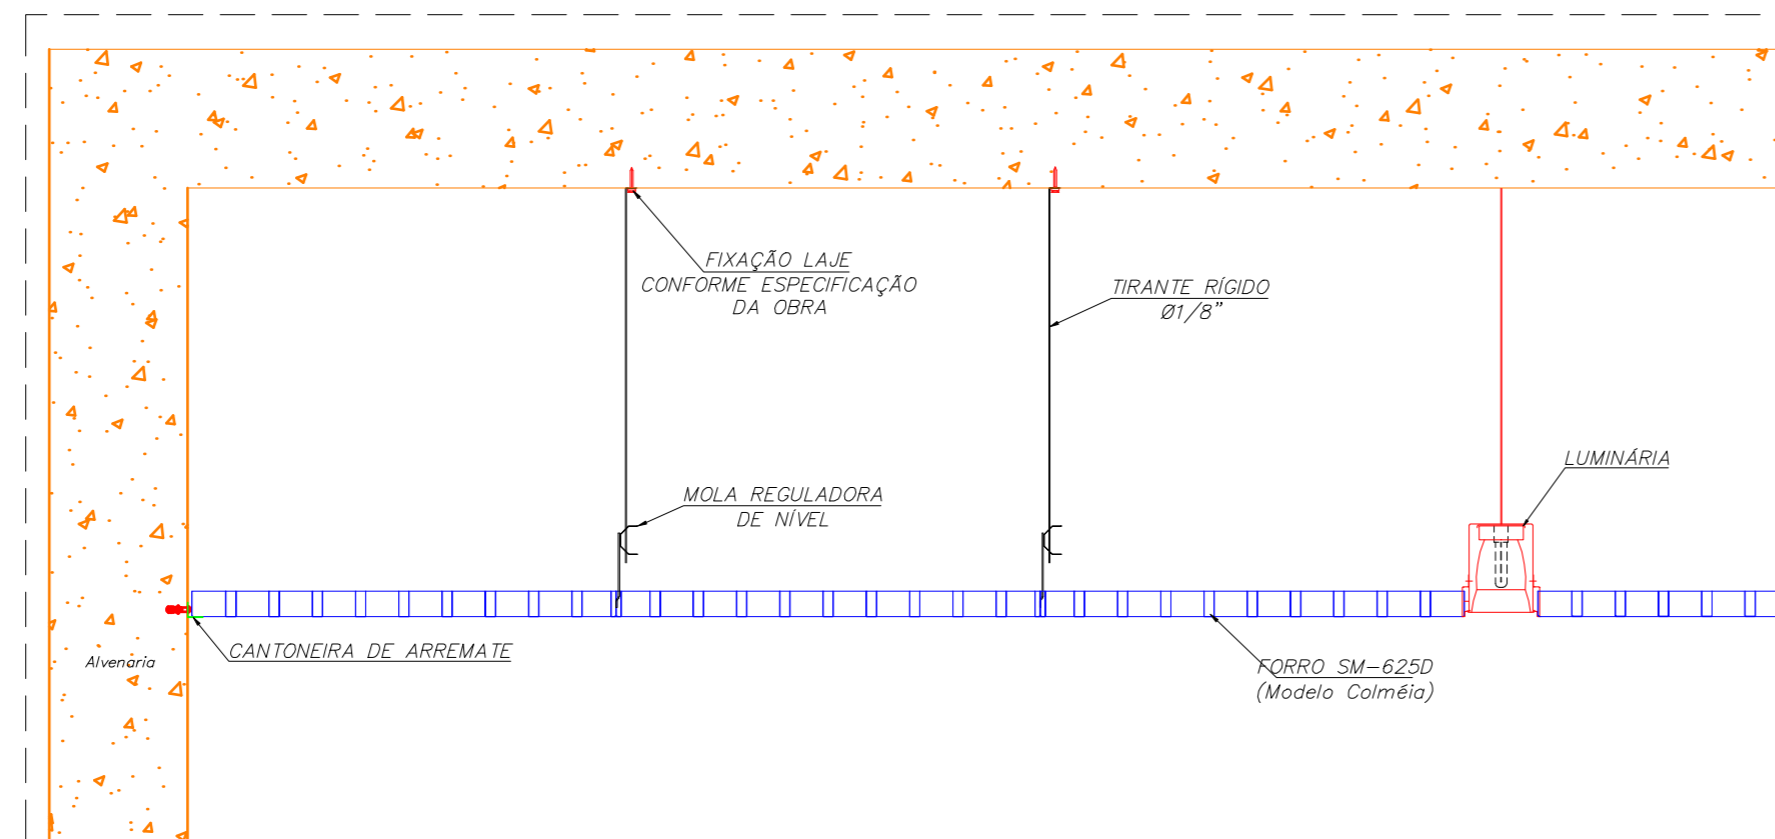 FIXAÇÃO LAJE
CONFORME ESPECIFICAÇÃO
DA OBRA
TIRANTE RÍGIDO
Ø1/8”
LUMINÁRIA
MOLA REGULADORA
DE NÍVEL
CANTONEIRA DE ARREMATE
Alvenaria
FORRO SM-625D
(Modelo Colméia)